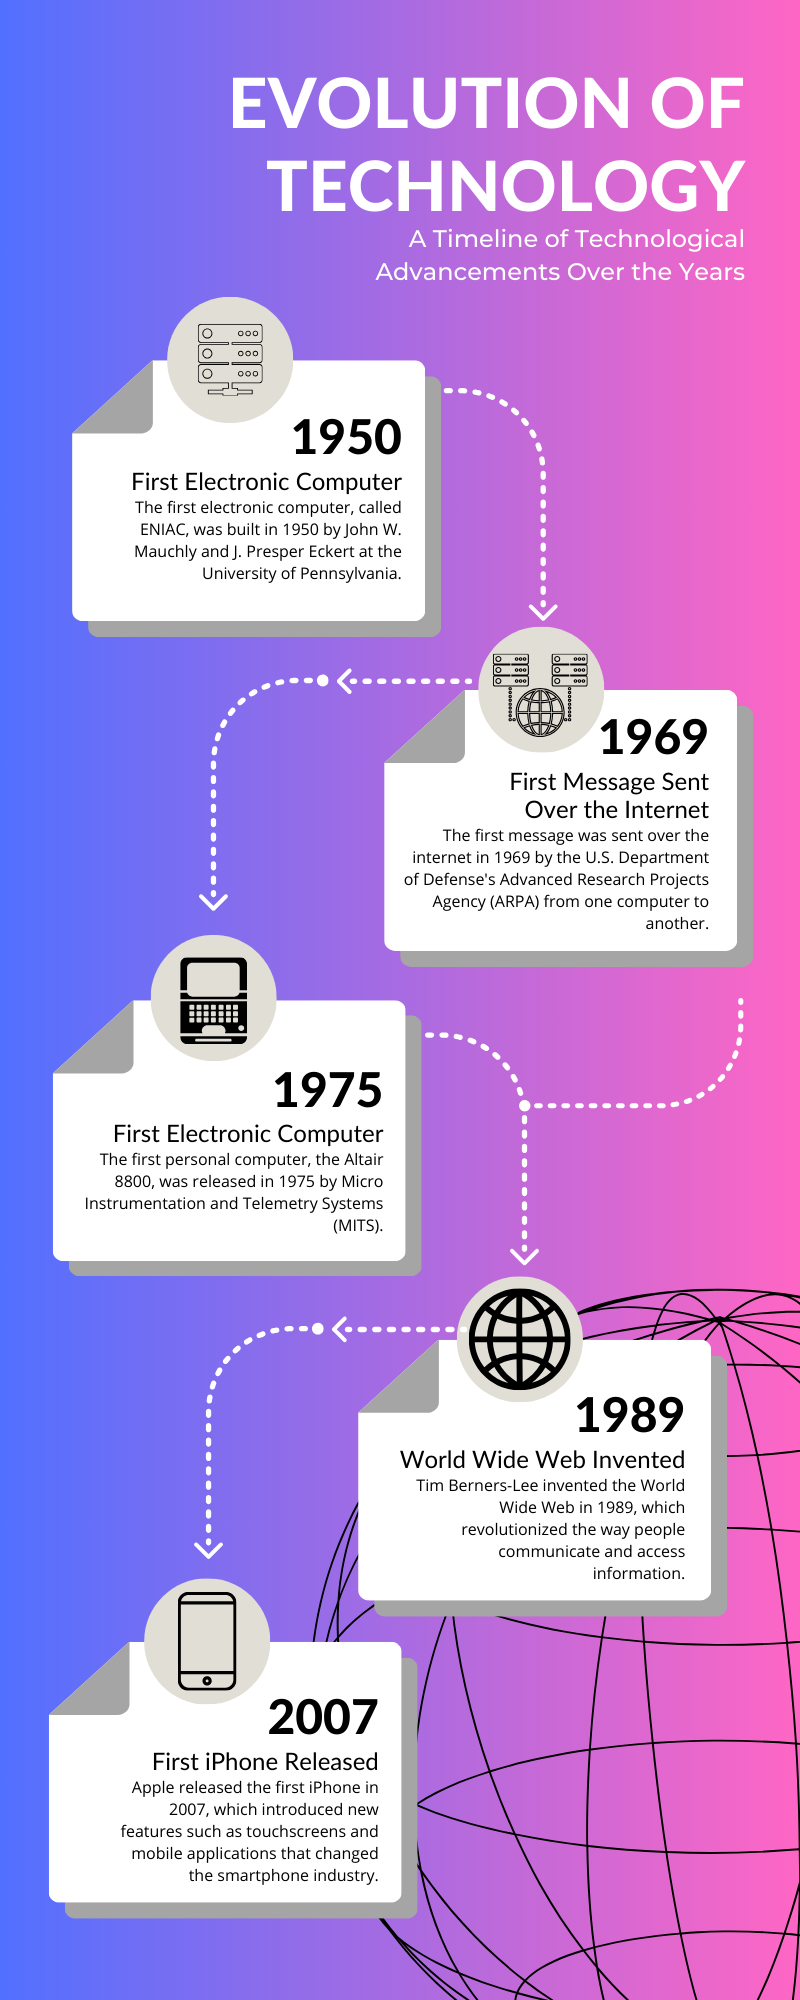 EVOLUTION OF
TECHNOLOGY
A Timeline of Technological
Advancements Over the Years
1950
First Electronic Computer
The first electronic computer, called
ENIAC, was built in 1950 by John W.
Mauchly and J. Presper Eckert at the
University of Pennsylvania.
1969
First Message Sent
Over the Internet
The first message was sent over the
internet in 1969 by the U.S. Department
of Defense's Advanced Research Projects
Agency (ARPA) from one computer to
another.
1975
First Electronic Computer
The first personal computer, the Altair
8800, was released in 1975 by Micro
Instrumentation and Telemetry Systems
(MITS).
1989
World Wide Web Invented
Tim Berners-Lee invented the World
Wide Web in 1989, which
revolutionized the way people
communicate and access
information.
2007
First iPhone Released
Apple released the first iPhone in
2007, which introduced new
features such as touchscreens and
mobile applications that changed
the smartphone industry.